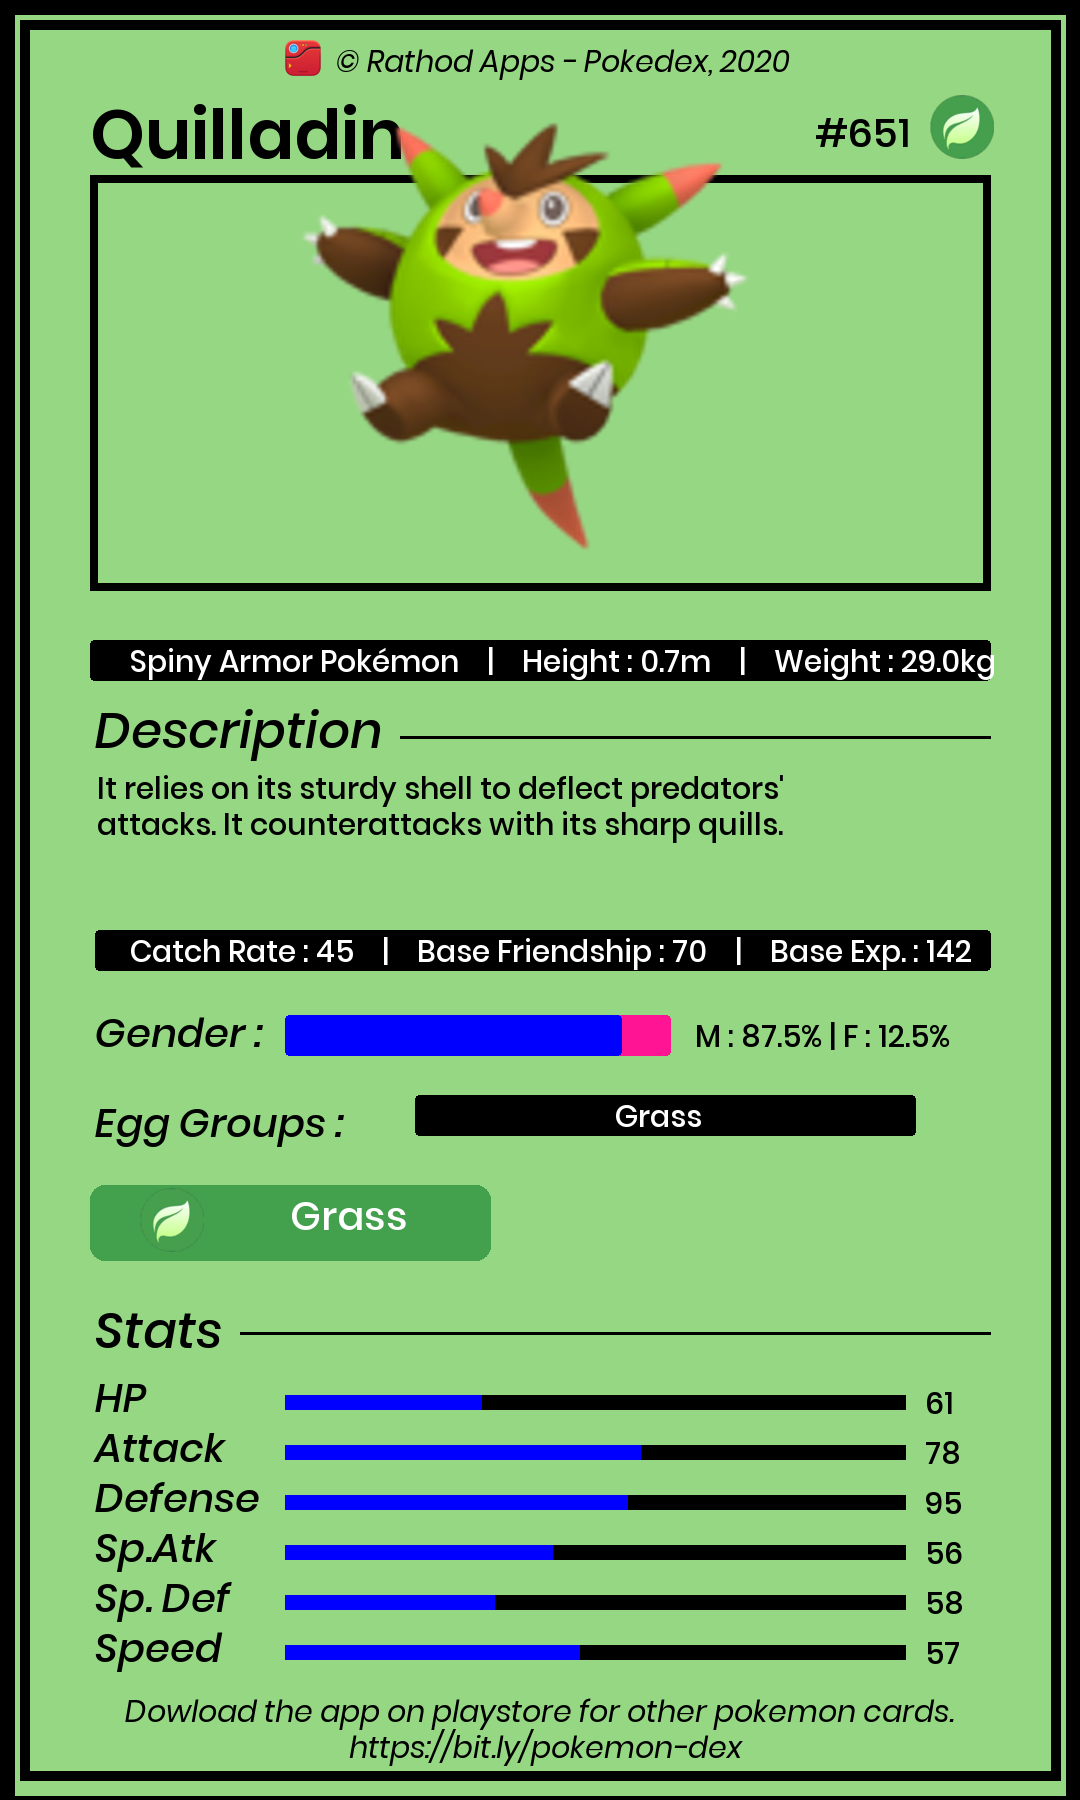 © Rathod Apps - Pokedex, 2020
Quilladin
#651
Spiny Armor Pokémon | Height : 0.7m | Weight : 29.0kg
Description
It relies on its sturdy shell to deflect predators'
attacks. It counterattacks with its sharp quills.
Catch Rate : 45 | Base Friendship : 70 | Base Exp. : 142
Gender : M : 87.5% | F : 12.5%
Egg Groups : Grass
Grass
Stats
HP 61
Attack 78
Defense 95
Sp.Atk 56
Sp. Def 58
Speed 57
Dowload the app on playstore for other pokemon cards.
https://bit.ly/pokemon-dex